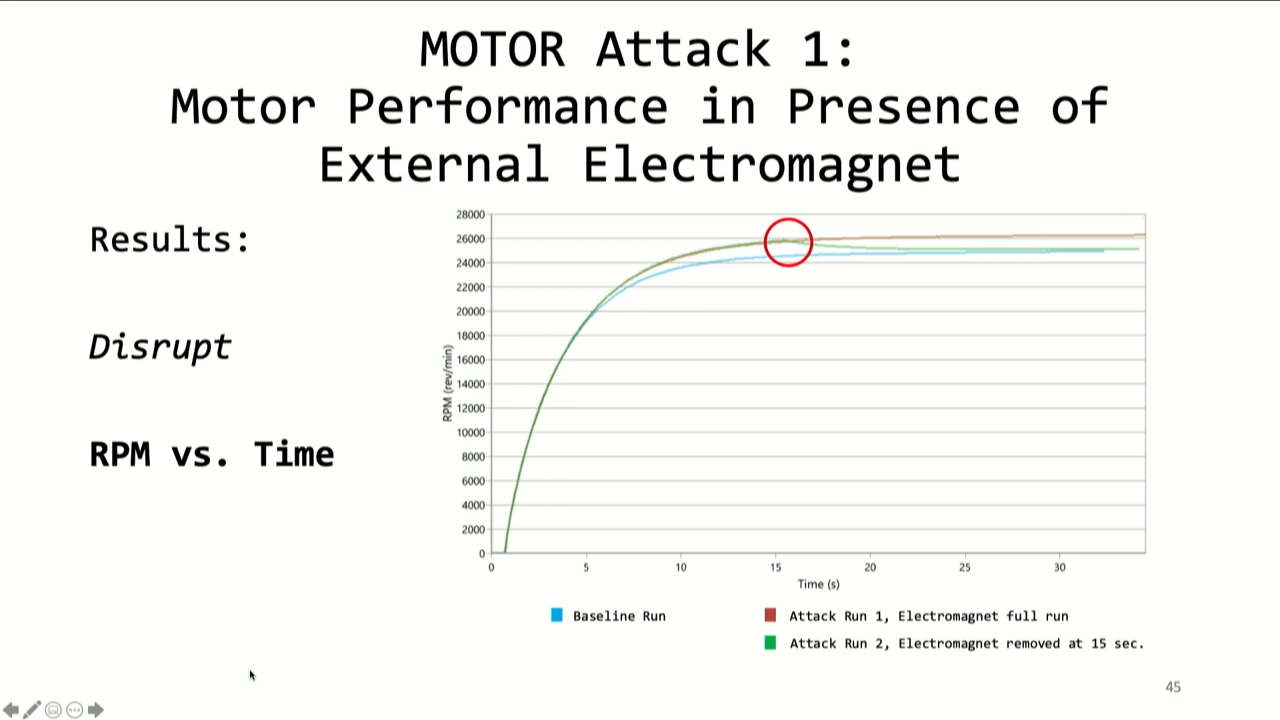 MOTOR Attack 1:
Motor Performance in Presence of
External Electromagnet
Results:
Disrupt
RPM vs. Time
28000
26000
24000
22000
20000
18000
16000
14000
12000
10000
8000
6000
4000
2000
0
RPM (rev/min)
0 5 10 15 20 25 30
Time (s)
Baseline Run
Attack Run 1, Electromagnet full run
Attack Run 2, Electromagnet removed at 15 sec.
45